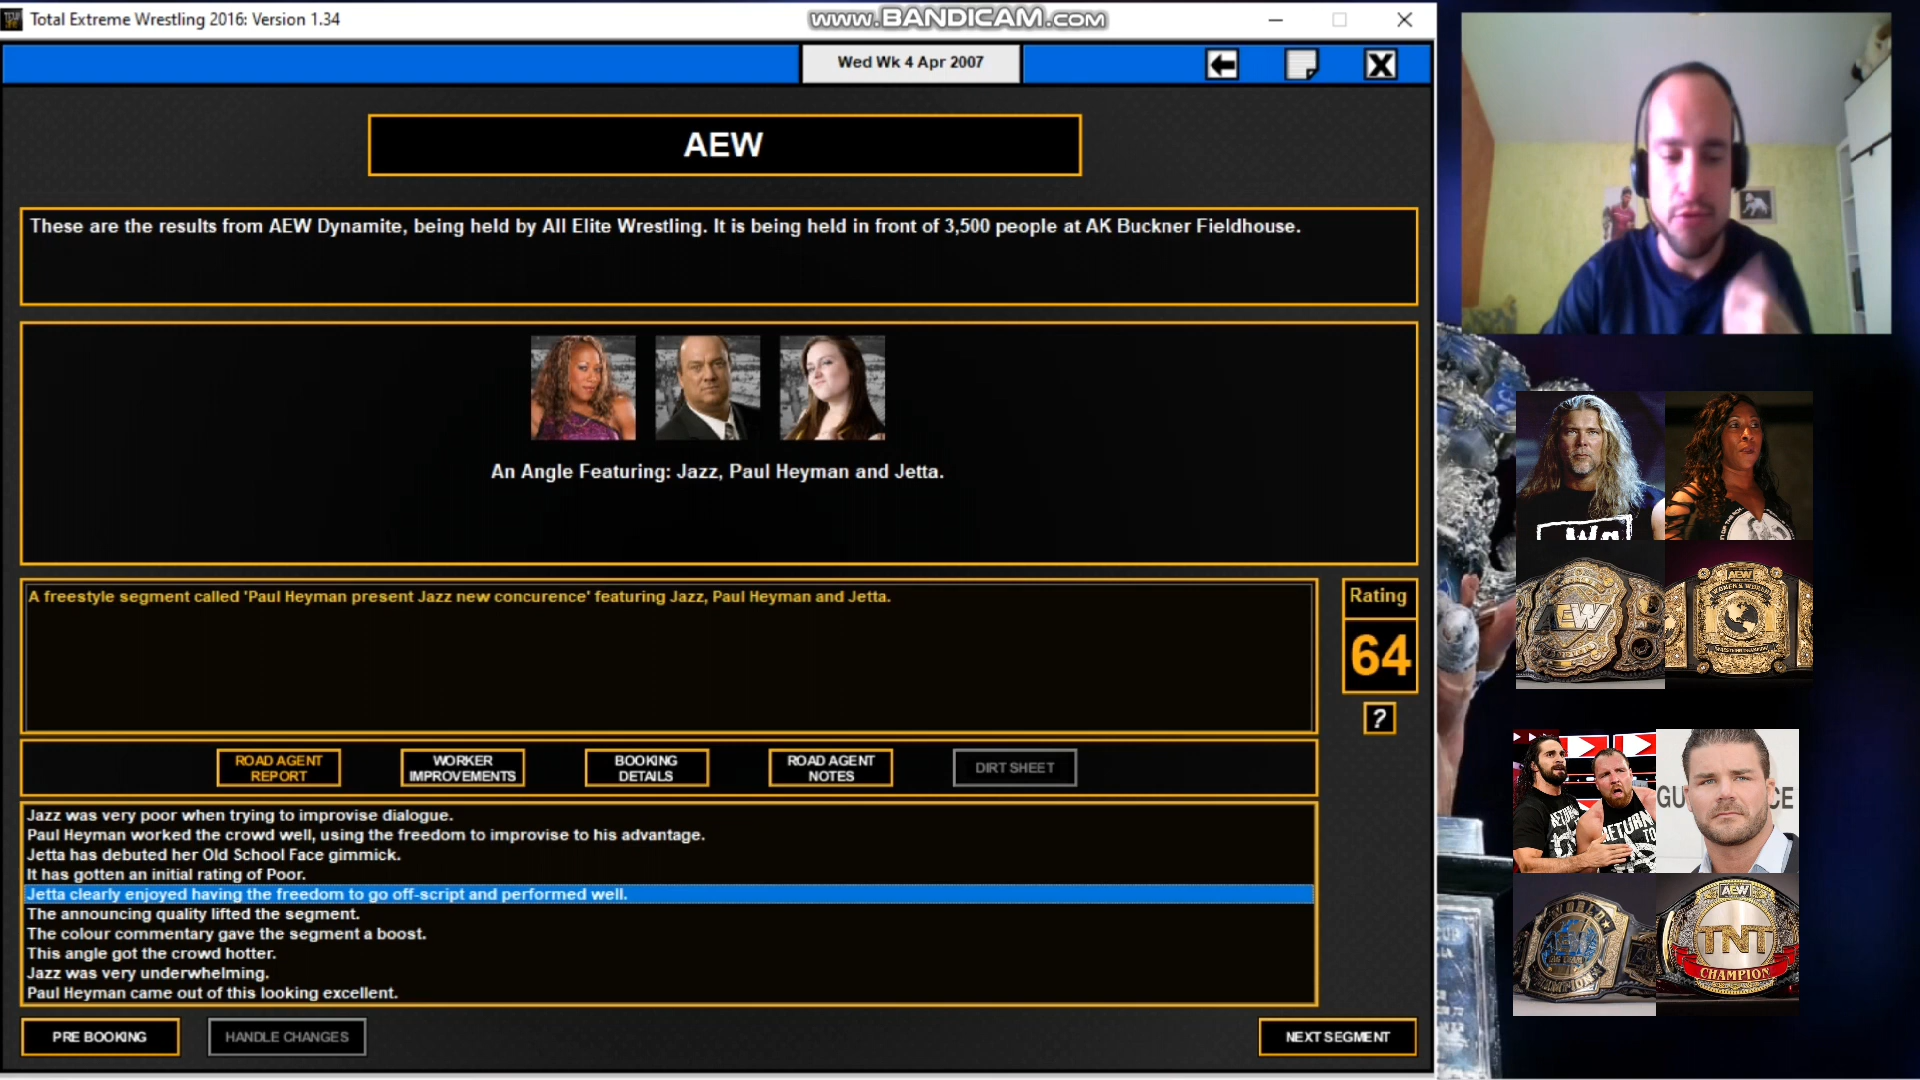 Total Extreme Wrestling 2016: Version 1.34
www.BANDICAM.com
Wed Wk 4 Apr 2007
AEW
These are the results from AEW Dynamite, being held by All Elite Wrestling. It is being held in front of 3,500 people at AK Buckner Fieldhouse.
An Angle Featuring: Jazz, Paul Heyman and Jetta.
A freestyle segment called 'Paul Heyman present Jazz new concurence' featuring Jazz, Paul Heyman and Jetta.
Rating
64
?
ROAD AGENT REPORT
WORKER IMPROVEMENTS
BOOKING DETAILS
ROAD AGENT NOTES
DIRT SHEET
Jazz was very poor when trying to improvise dialogue.
Paul Heyman worked the crowd well, using the freedom to improvise to his advantage.
Jetta has debuted her Old School Face gimmick.
It has gotten an initial rating of Poor.
Jetta clearly enjoyed having the freedom to go off-script and performed well.
The announcing quality lifted the segment.
The colour commentary gave the segment a boost.
This angle got the crowd hotter.
Jazz was very underwhelming.
Paul Heyman came out of this looking excellent.
PRE BOOKING
HANDLE CHANGES
NEXT SEGMENT
AEW
AEW
GU
CE
RETURN
TO
WORLD
AEW
TNT
CHAMPION